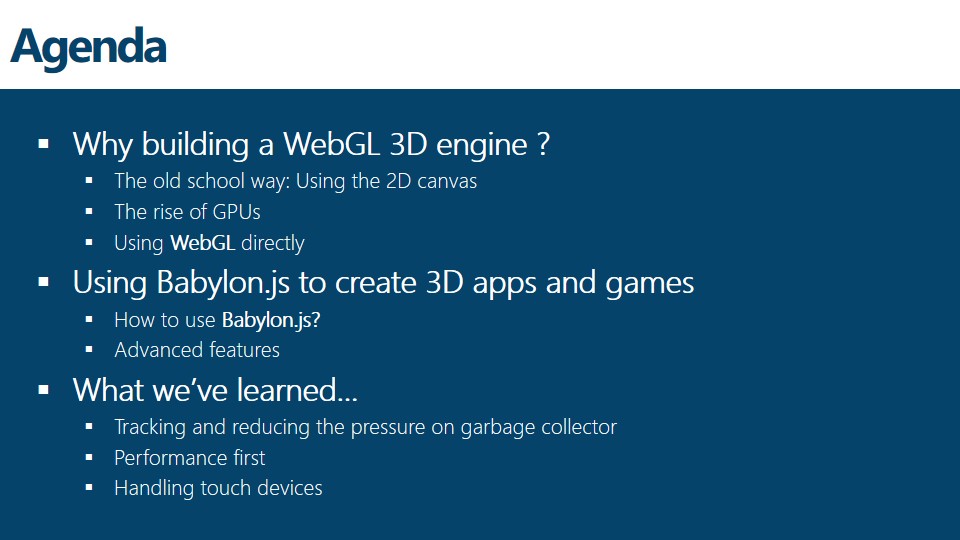 Agenda
▪ Why building a WebGL 3D engine ?
▪ The old school way: Using the 2D canvas
▪ The rise of GPUs
▪ Using WebGL directly
▪ Using Babylon.js to create 3D apps and games
▪ How to use Babylon.js?
▪ Advanced features
▪ What we’ve learned…
▪ Tracking and reducing the pressure on garbage collector
▪ Performance first
▪ Handling touch devices